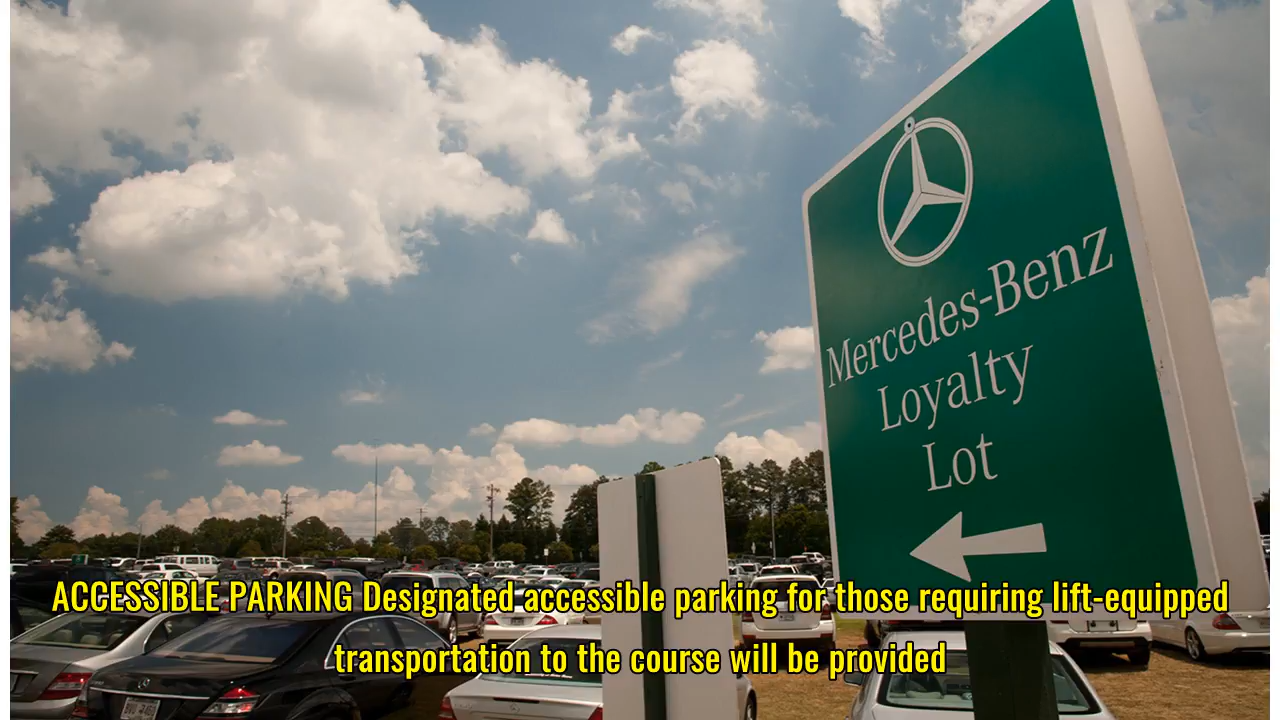 Mercedes-Benz
Loyalty
Lot
ACCESSIBLE PARKING Designated accessible parking for those requiring lift-equipped
transportation to the course will be provided